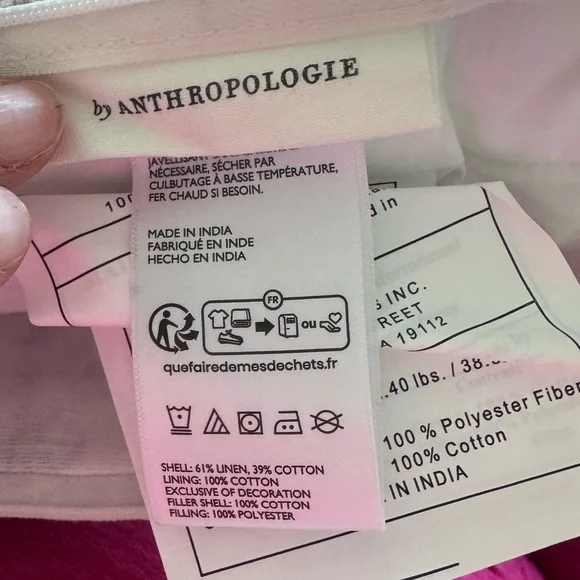 by ANTHROPOLOGIE
NÉCESSAIRE, SÉCHER PAR
CULBUTAGE À BASSE TEMPÉRATURE,
FER CHAUD SI BESOIN.
MADE IN INDIA
FABRIQUÉ EN INDE
HECHO EN INDIA
FR
ou
quefairedemesdechets.fr
SHELL: 61% LINEN, 39% COTTON
LINING: 100% COTTON
EXCLUSIVE OF DECORATION
FILLER SHELL: 100% COTTON
FILLING: 100% POLYESTER
in
INC.
REET
19112
.40 lbs. / 38.
100 % Polyester Fiber
100% Cotton
IN INDIA